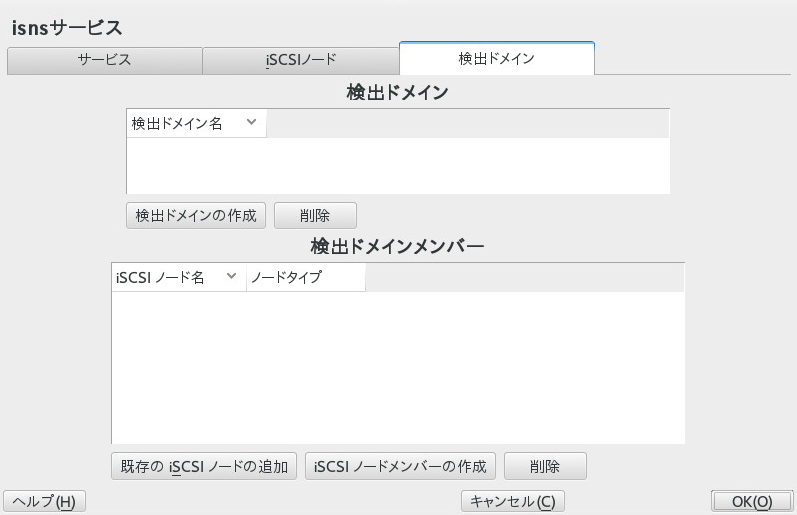 isnsサービス
サービス iSCSIノード 検出ドメイン
検出ドメイン
検出ドメイン名
検出ドメインの作成 削除
検出ドメインメンバー
iSCSI ノード名 ノードタイプ
既存の iSCSI ノードの追加 iSCSI ノードメンバーの作成 削除
ヘルプ(H) キャンセル(C) OK(O)